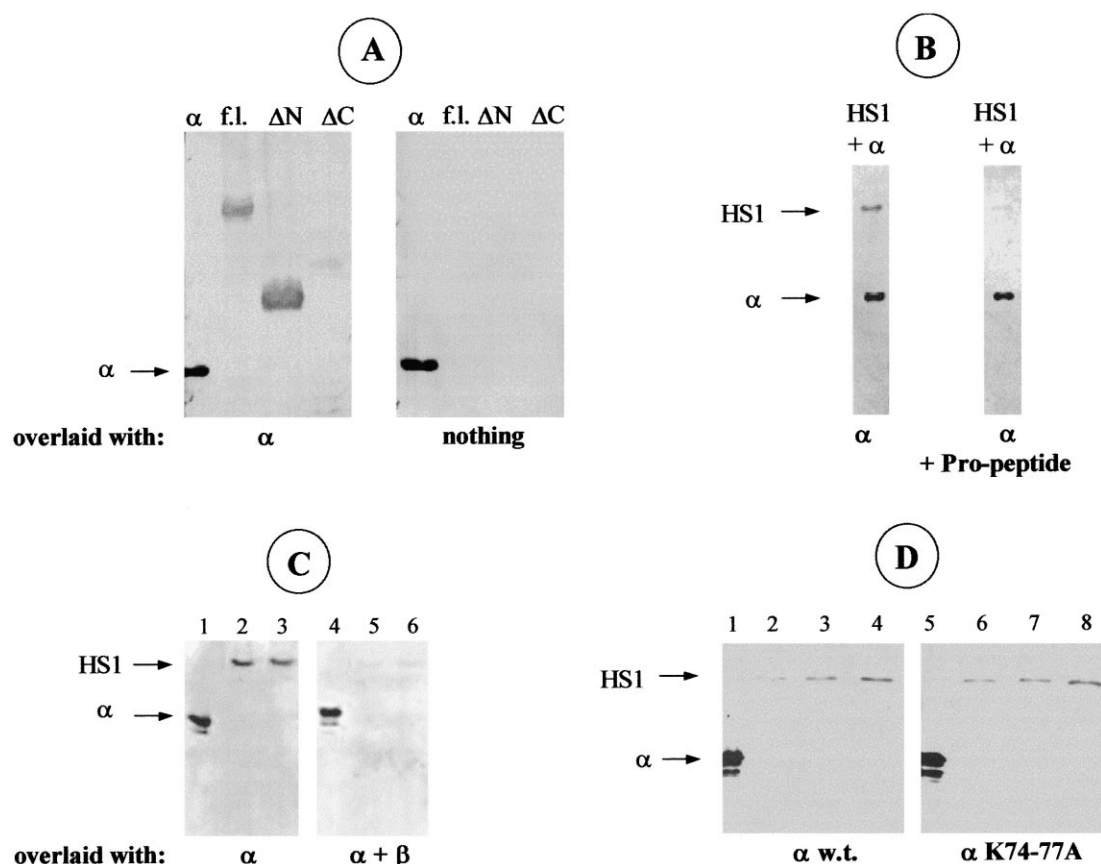 A
α f.l. ΔN ΔC
α f.l. ΔN ΔC
α
overlaid with: α nothing
B
HS1 HS1
+ α + α
HS1
α
α α
+ Pro-peptide
C
1 2 3 4 5 6
HS1
α
overlaid with: α α + β
D
1 2 3 4 5 6 7 8
HS1
α
α w.t. α K74-77A